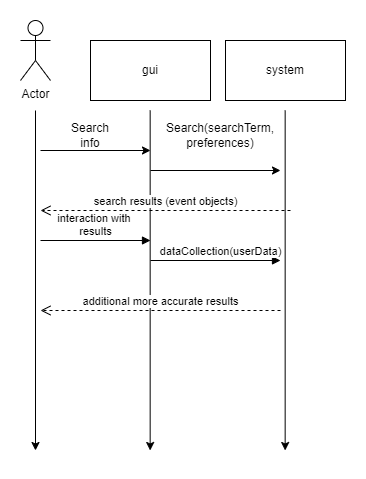 gui
system
Actor
Search
info
Search(searchTerm,
preferences)
search results (event objects)
interaction with
results
dataCollection(userData)
additional more accurate results